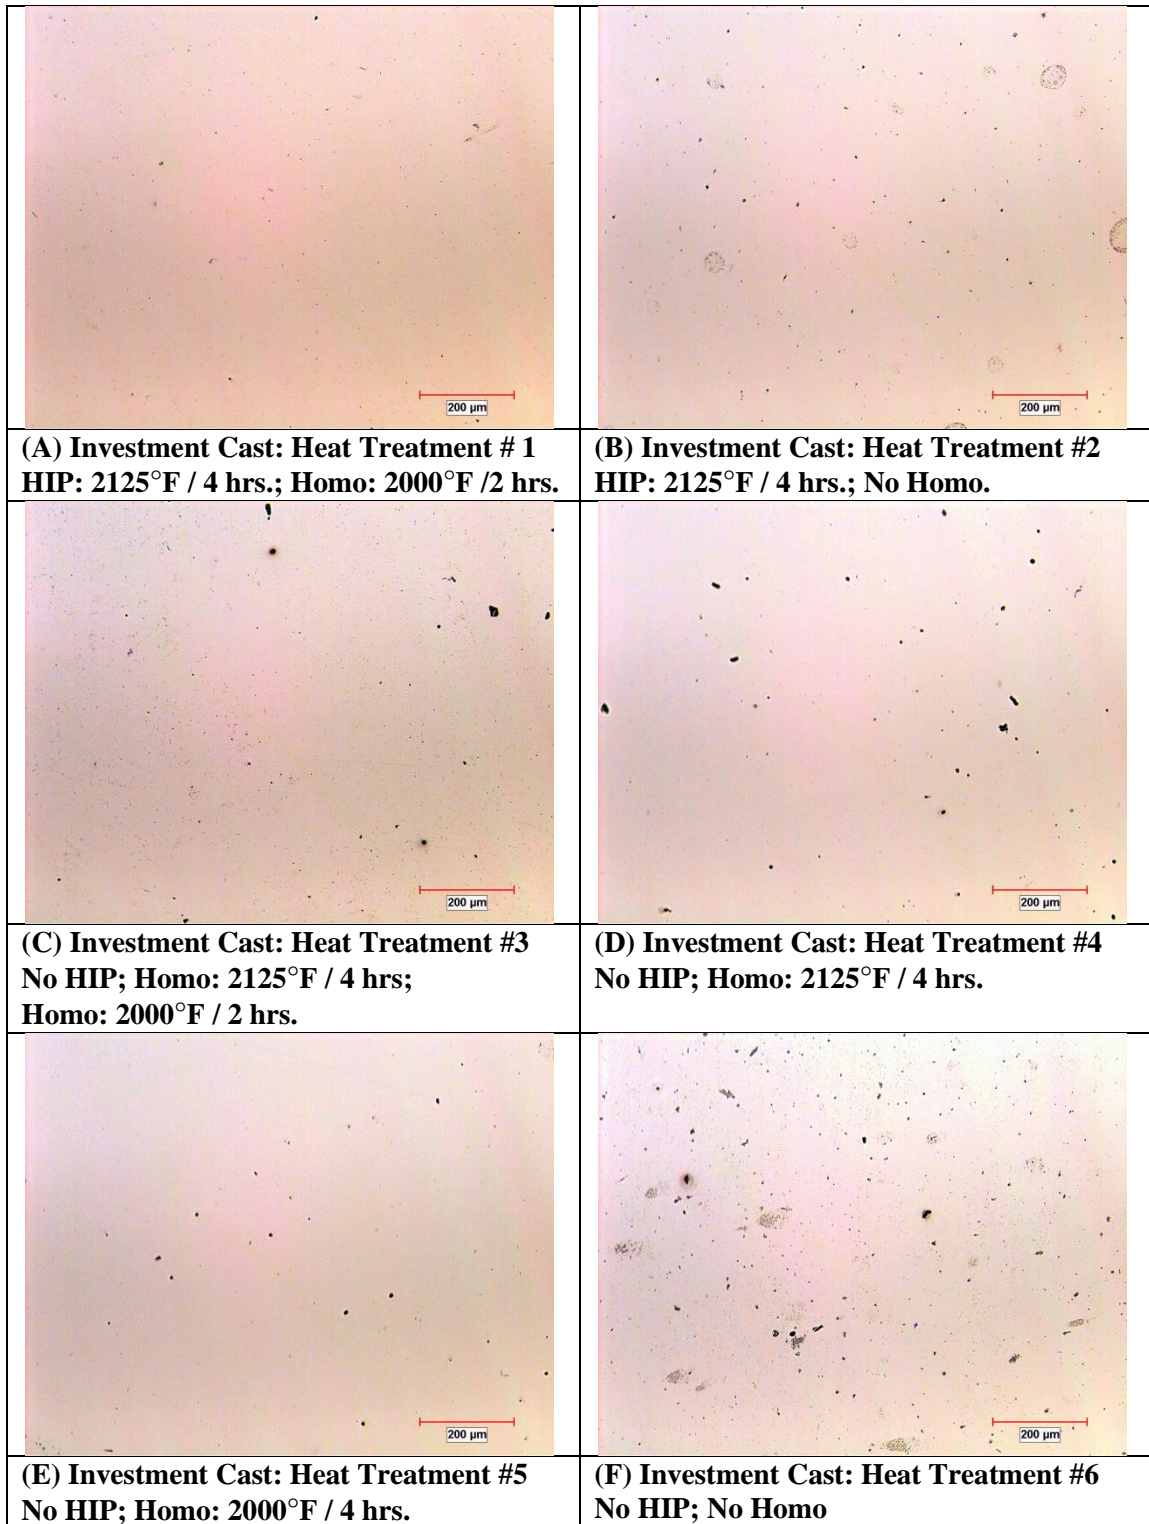 200 µm
200 µm
(A) Investment Cast: Heat Treatment # 1
HIP: 2125°F / 4 hrs.; Homo: 2000°F /2 hrs.
(B) Investment Cast: Heat Treatment #2
HIP: 2125°F / 4 hrs.; No Homo.
200 µm
200 µm
(C) Investment Cast: Heat Treatment #3
No HIP; Homo: 2125°F / 4 hrs;
Homo: 2000°F / 2 hrs.
(D) Investment Cast: Heat Treatment #4
No HIP; Homo: 2125°F / 4 hrs.
200 µm
200 µm
(E) Investment Cast: Heat Treatment #5
No HIP; Homo: 2000°F / 4 hrs.
(F) Investment Cast: Heat Treatment #6
No HIP; No Homo